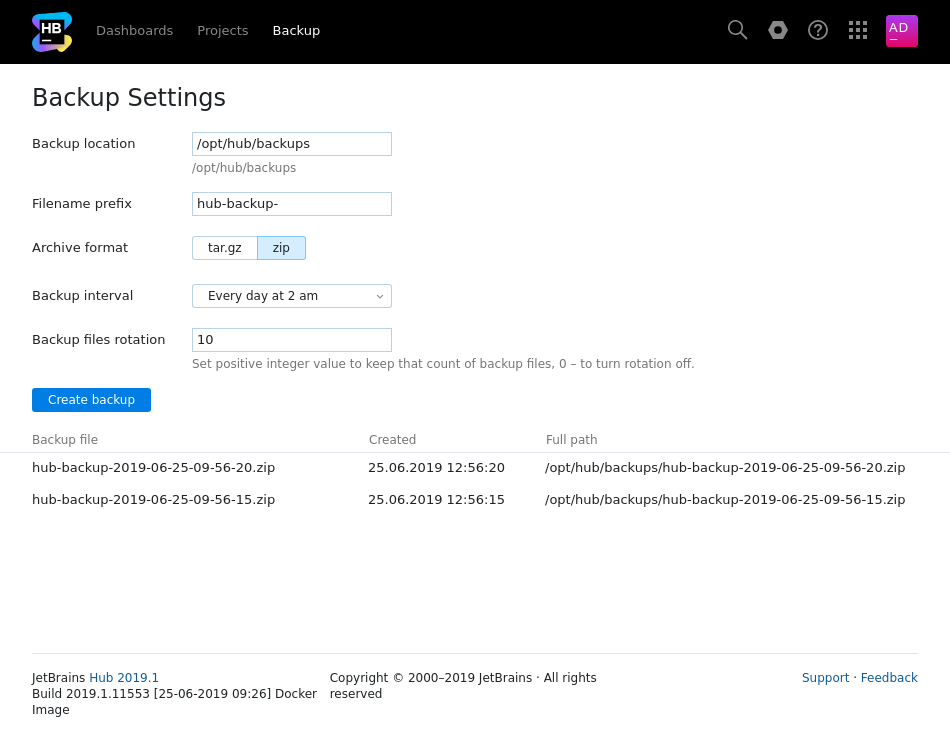 HB
Dashboards Projects Backup
AD
Backup Settings
Backup location /opt/hub/backups
/opt/hub/backups
Filename prefix hub-backup-
Archive format tar.gz zip
Backup interval Every day at 2 am
Backup files rotation 10
Set positive integer value to keep that count of backup files, 0 – to turn rotation off.
Create backup
Backup file Created Full path
hub-backup-2019-06-25-09-56-20.zip 25.06.2019 12:56:20 /opt/hub/backups/hub-backup-2019-06-25-09-56-20.zip
hub-backup-2019-06-25-09-56-15.zip 25.06.2019 12:56:15 /opt/hub/backups/hub-backup-2019-06-25-09-56-15.zip
JetBrains Hub 2019.1
Build 2019.1.11553 [25-06-2019 09:26] Docker
Image
Copyright © 2000–2019 JetBrains · All rights
reserved
Support · Feedback